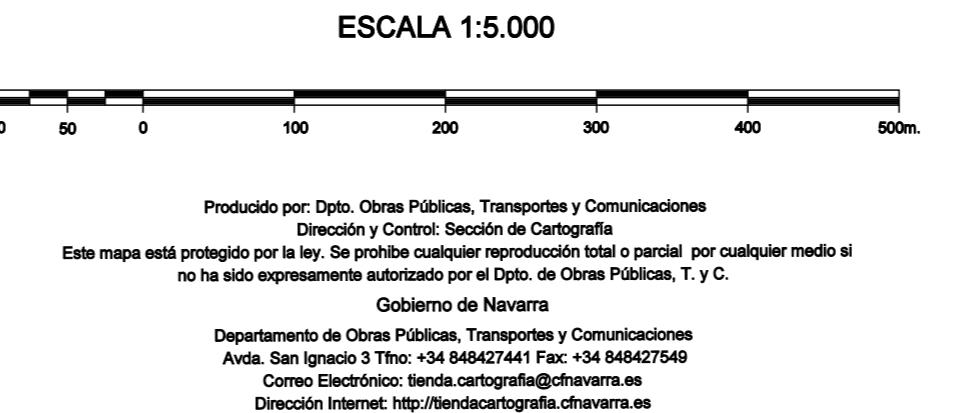 ESCALA 1:5.000
0 50 0 100 200 300 400 500m.
Producido por: Dpto. Obras Públicas, Transportes y Comunicaciones
Dirección y Control: Sección de Cartografía
Este mapa está protegido por la ley. Se prohibe cualquier reproducción total o parcial por cualquier medio si
no ha sido expresamente autorizado por el Dpto. de Obras Públicas, T. y C.
Gobierno de Navarra
Departamento de Obras Públicas, Transportes y Comunicaciones
Avda. San Ignacio 3 Tfno: +34 848427441 Fax: +34 848427549
Correo Electrónico: tienda.cartografia@cfnavarra.es
Dirección Internet: http://tiendacartografia.cfnavarra.es